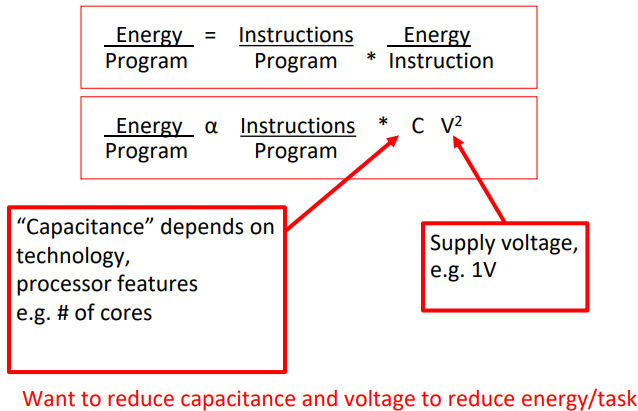 Energy = Instructions Energy
Program Program * Instruction
Energy α Instructions * C V²
Program Program
“Capacitance” depends on
technology,
processor features
e.g. # of cores
Supply voltage,
e.g. 1V
Want to reduce capacitance and voltage to reduce energy/task